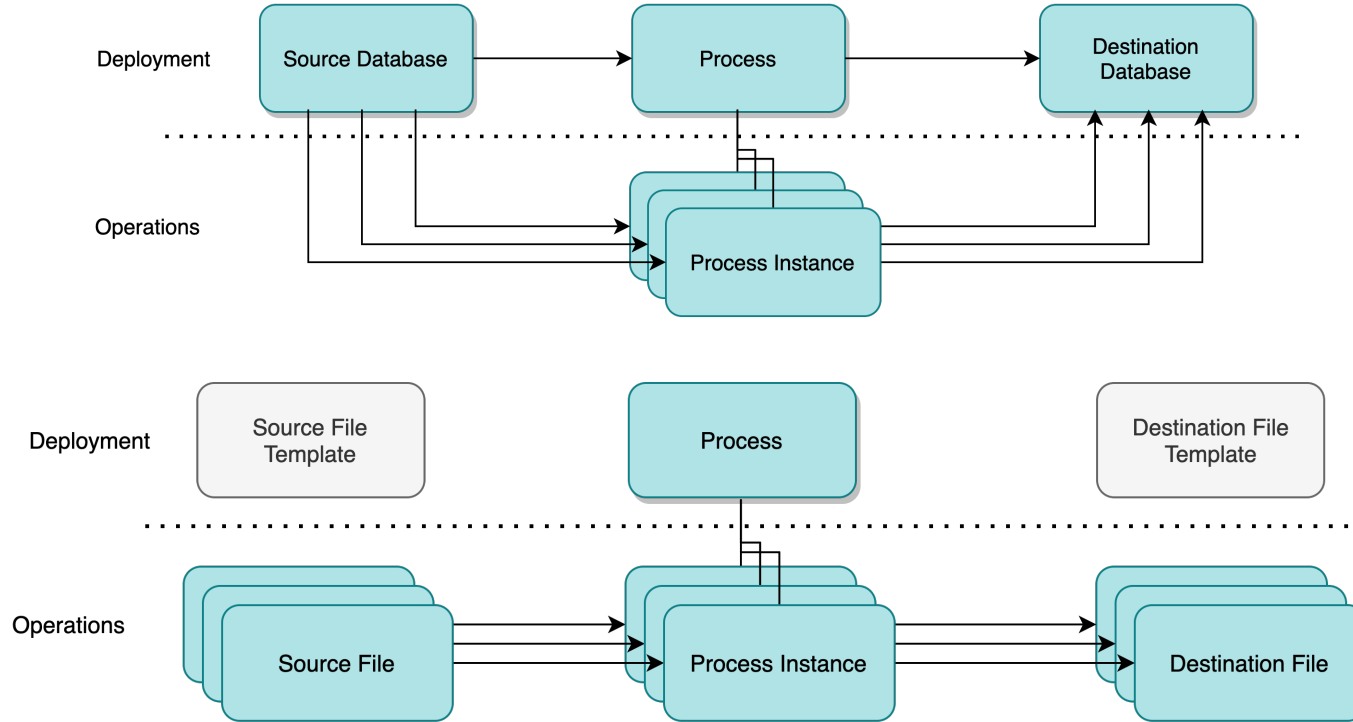 Deployment
Source Database
Process
Destination
Database
Operations
Process Instance
Deployment
Source File
Template
Process
Destination File
Template
Operations
Source File
Process Instance
Destination File